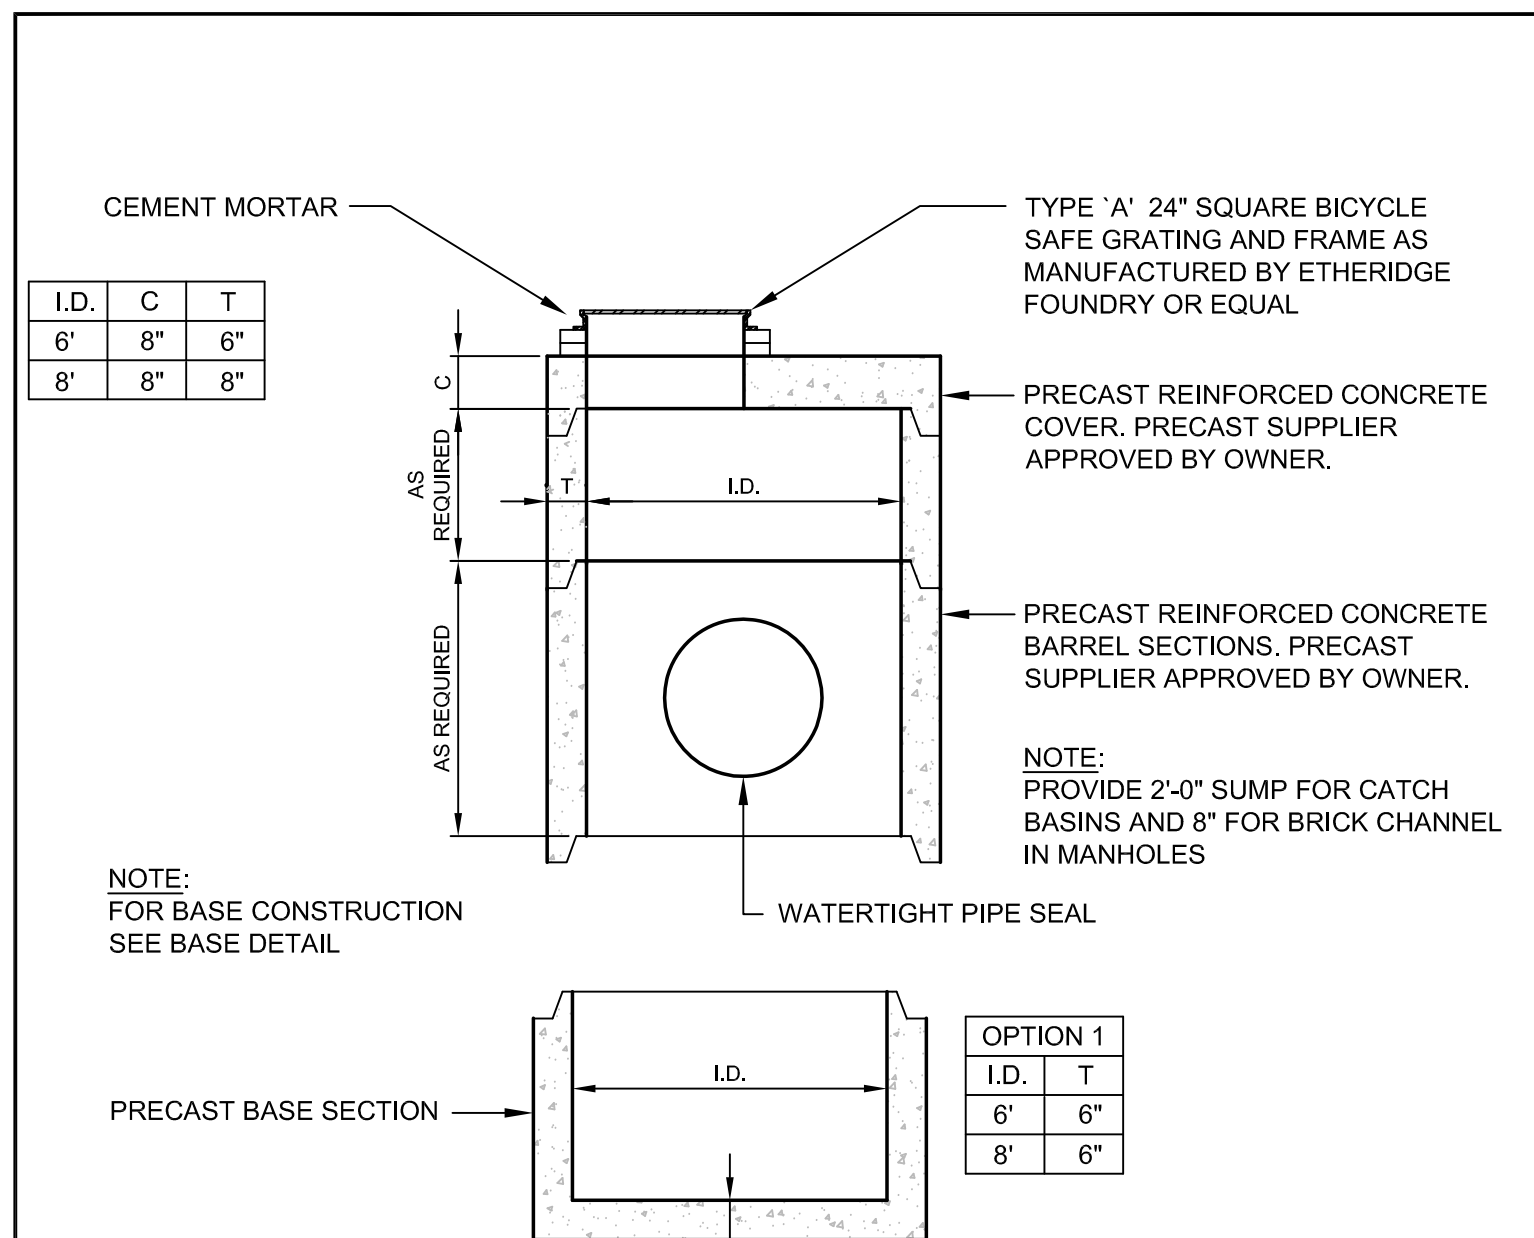 CEMENT MORTAR
TYPE `A'  24" SQUARE BICYCLE
SAFE GRATING AND FRAME AS
MANUFACTURED BY ETHERIDGE
FOUNDRY OR EQUAL
I.D. C T
6' 8" 6"
8' 8" 8"
C
PRECAST REINFORCED CONCRETE
COVER. PRECAST SUPPLIER
APPROVED BY OWNER.
AS
REQUIRED
T
I.D.
AS REQUIRED
PRECAST REINFORCED CONCRETE
BARREL SECTIONS. PRECAST
SUPPLIER APPROVED BY OWNER.
NOTE:
PROVIDE 2'-0" SUMP FOR CATCH
BASINS AND 8" FOR BRICK CHANNEL
IN MANHOLES
NOTE:
FOR BASE CONSTRUCTION
SEE BASE DETAIL
WATERTIGHT PIPE SEAL
I.D.
PRECAST BASE SECTION
OPTION 1
I.D. T
6' 6"
8' 6"